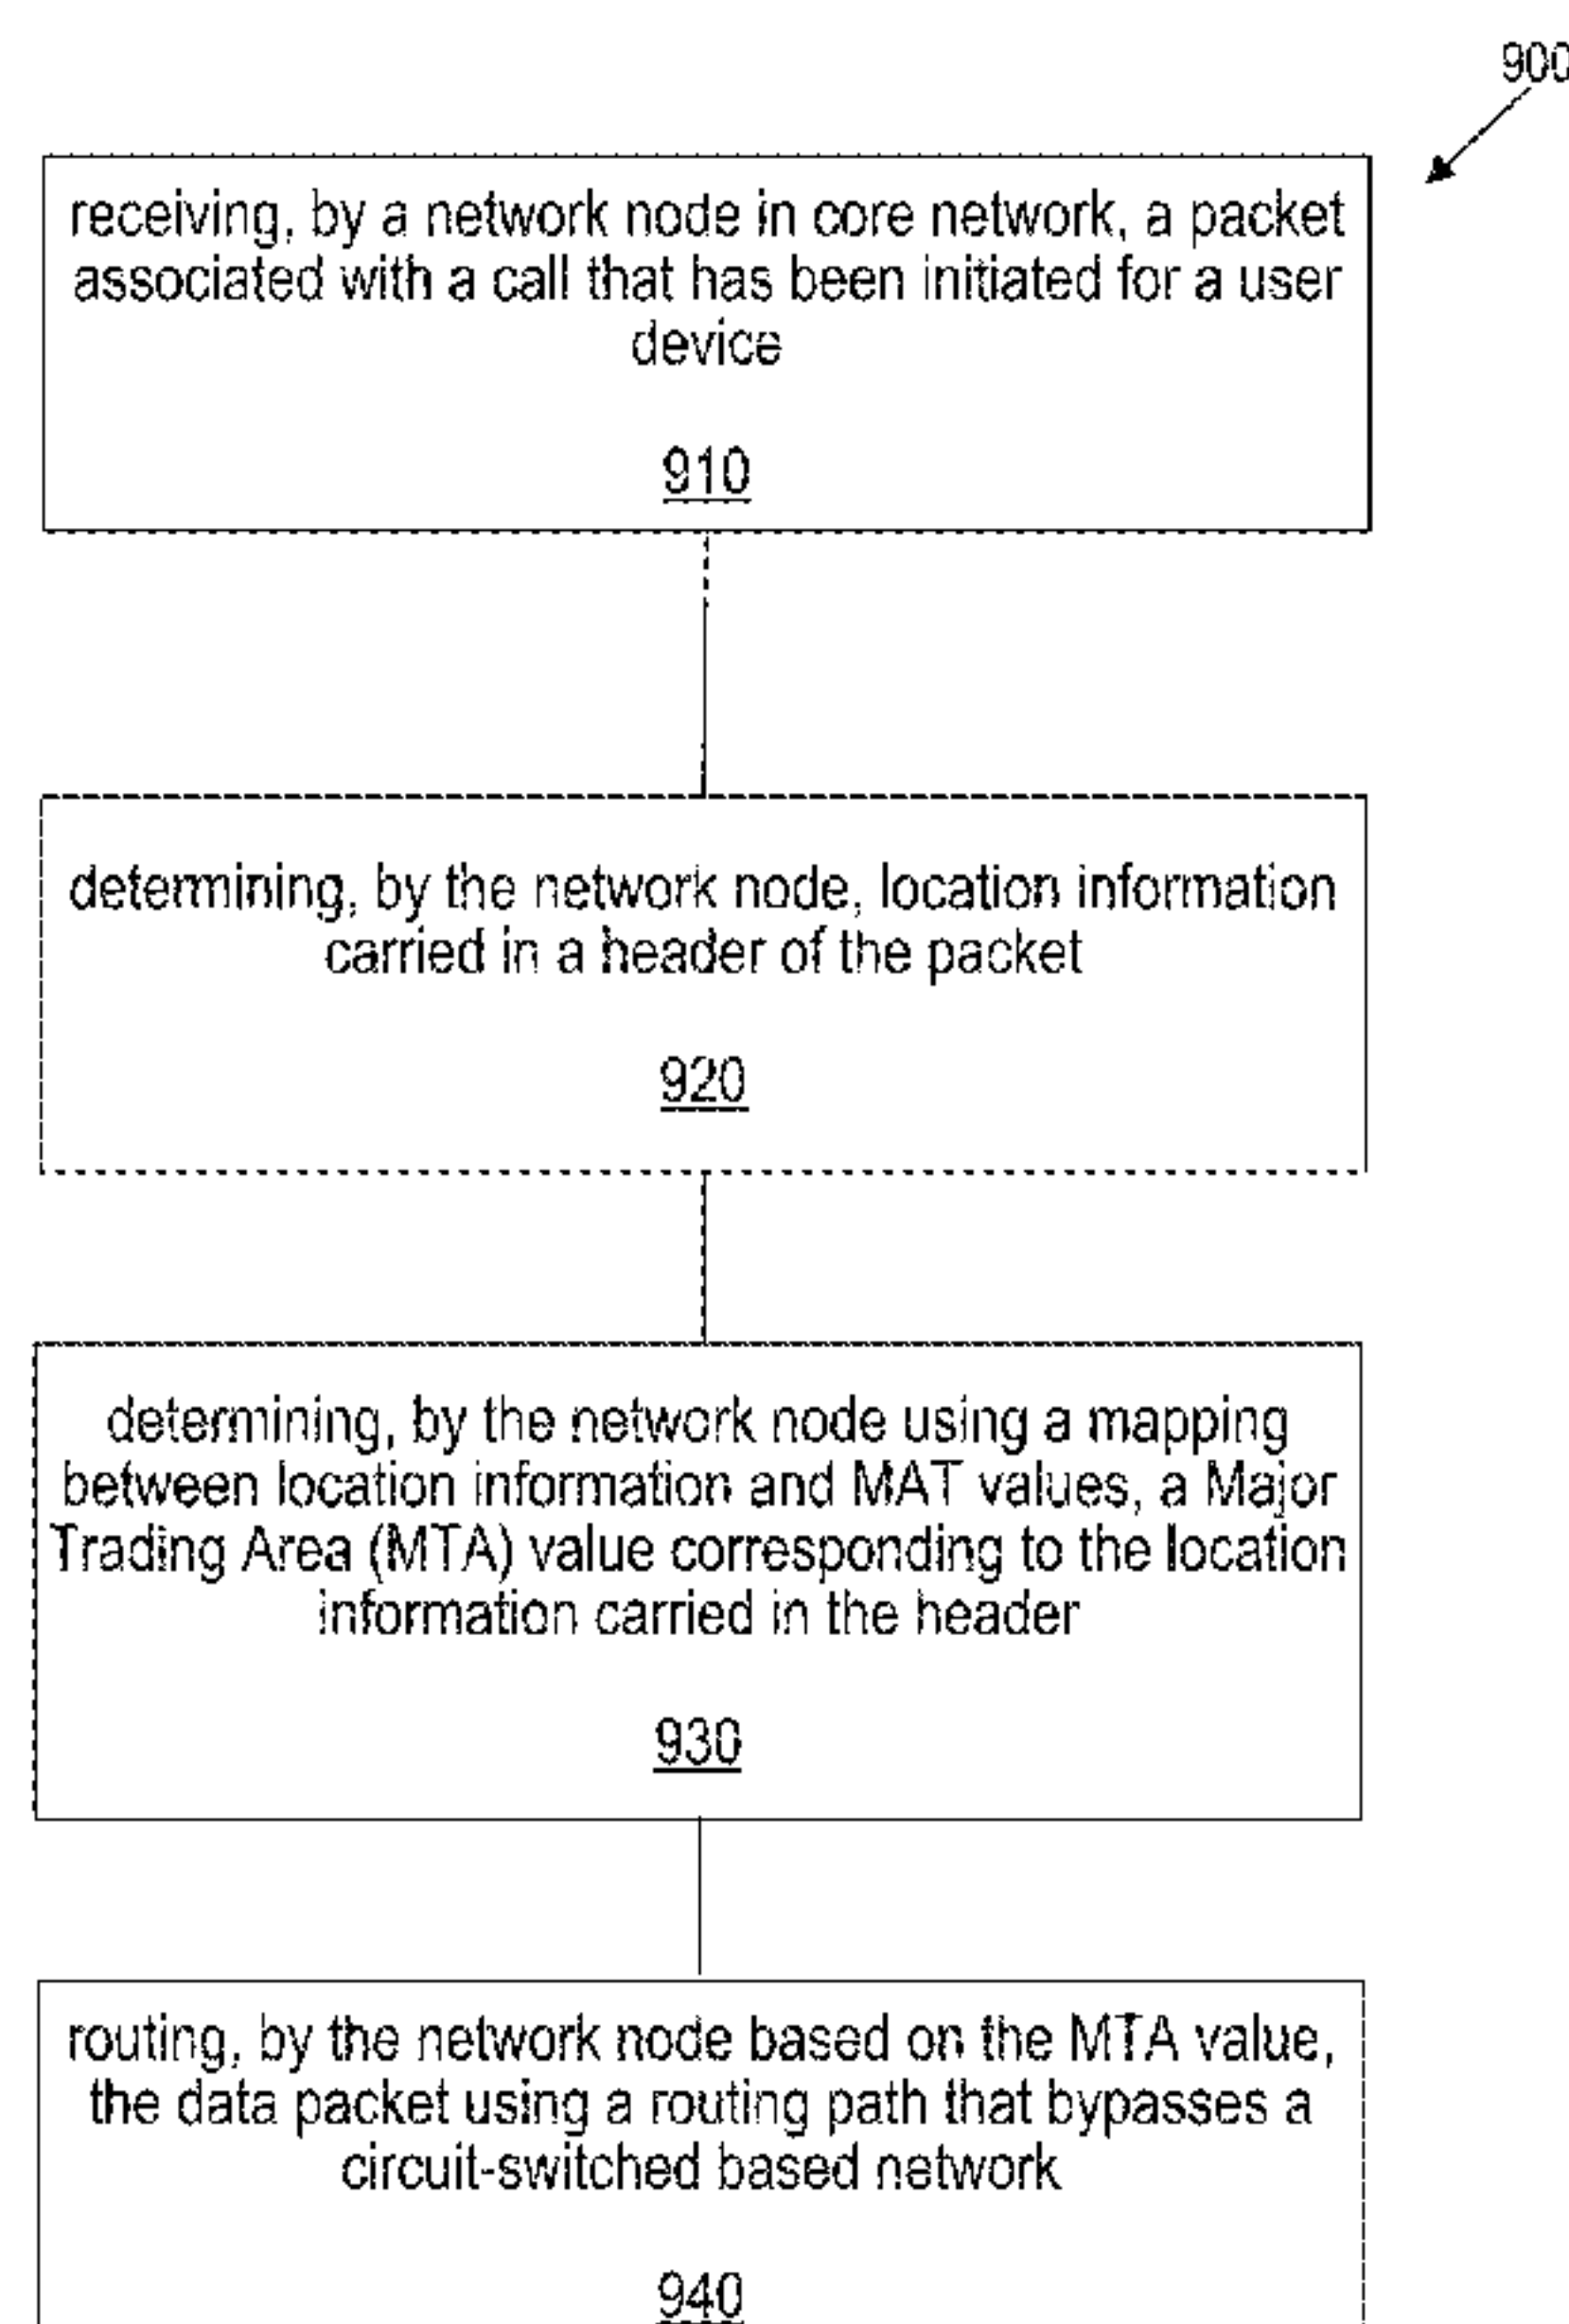 900
receiving, by a network node in core network, a packet
associated with a call that has been initiated for a user
device
910
determining, by the network node, location information
carried in a header of the packet
920
determining, by the network node using a mapping
between location information and MAT values, a Major
Trading Area (MTA) value corresponding to the location
information carried in the header
930
routing, by the network node based on the MTA value,
the data packet using a routing path that bypasses a
circuit-switched based network
940